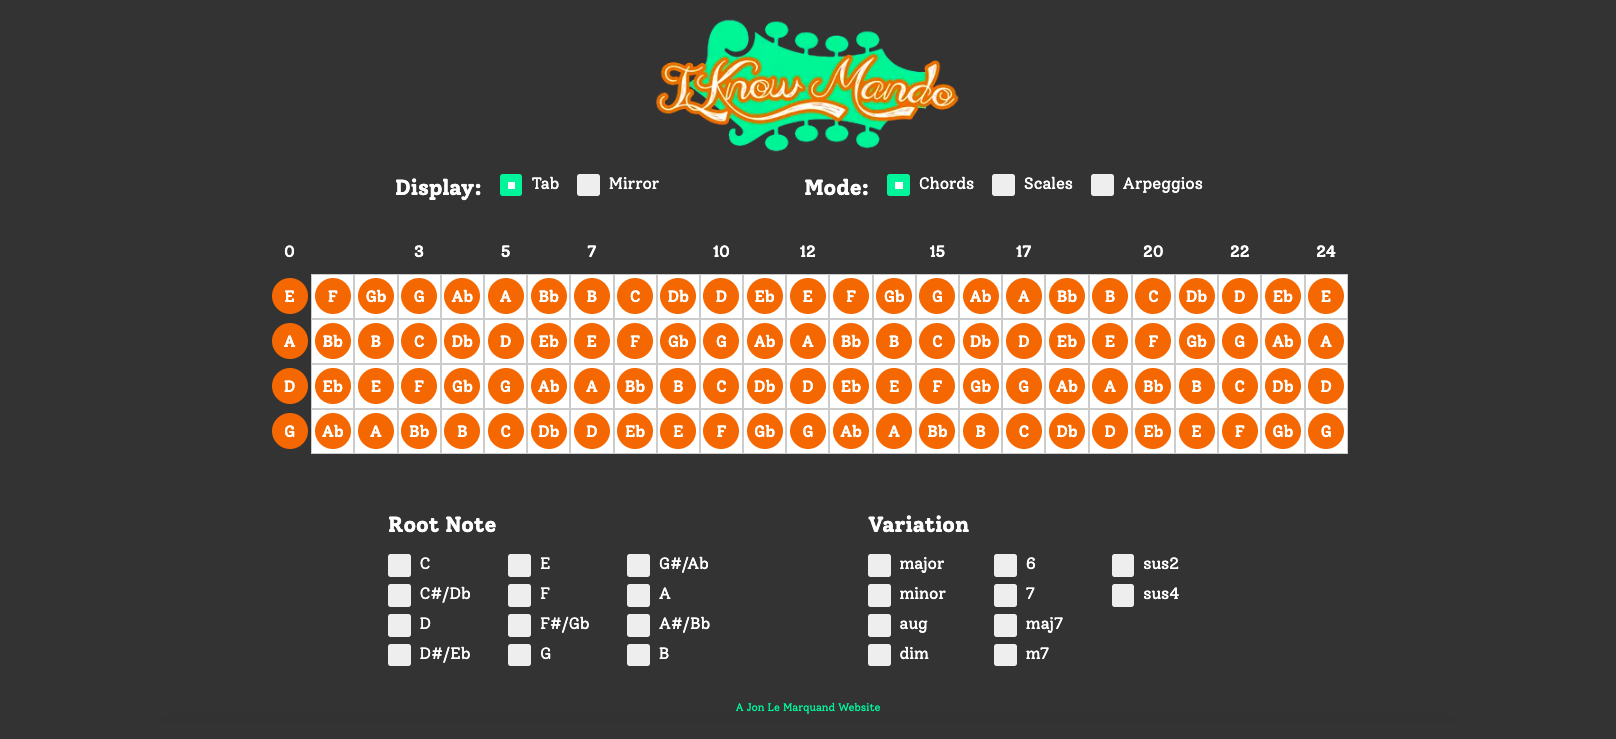 I Know Mando
Display: Tab Mirror Mode: Chords Scales Arpeggios
0 3 5 7 10 12 15 17 20 22 24
E F Gb G Ab A Bb B C Db D Eb E F Gb G Ab A Bb B C Db D Eb E
A Bb B C Db D Eb E F Gb G Ab A Bb B C Db D Eb E F Gb G Ab A
D Eb E F Gb G Ab A Bb B C Db D Eb E F Gb G Ab A Bb B C Db D
G Ab A Bb B C Db D Eb E F Gb G Ab A Bb B C Db D Eb E F Gb G
Root Note Variation
C E G#/Ab major 6 sus2
C#/Db F A minor 7 sus4
D F#/Gb A#/Bb aug maj7
D#/Eb G B dim m7
A Jon Le Marquand Website